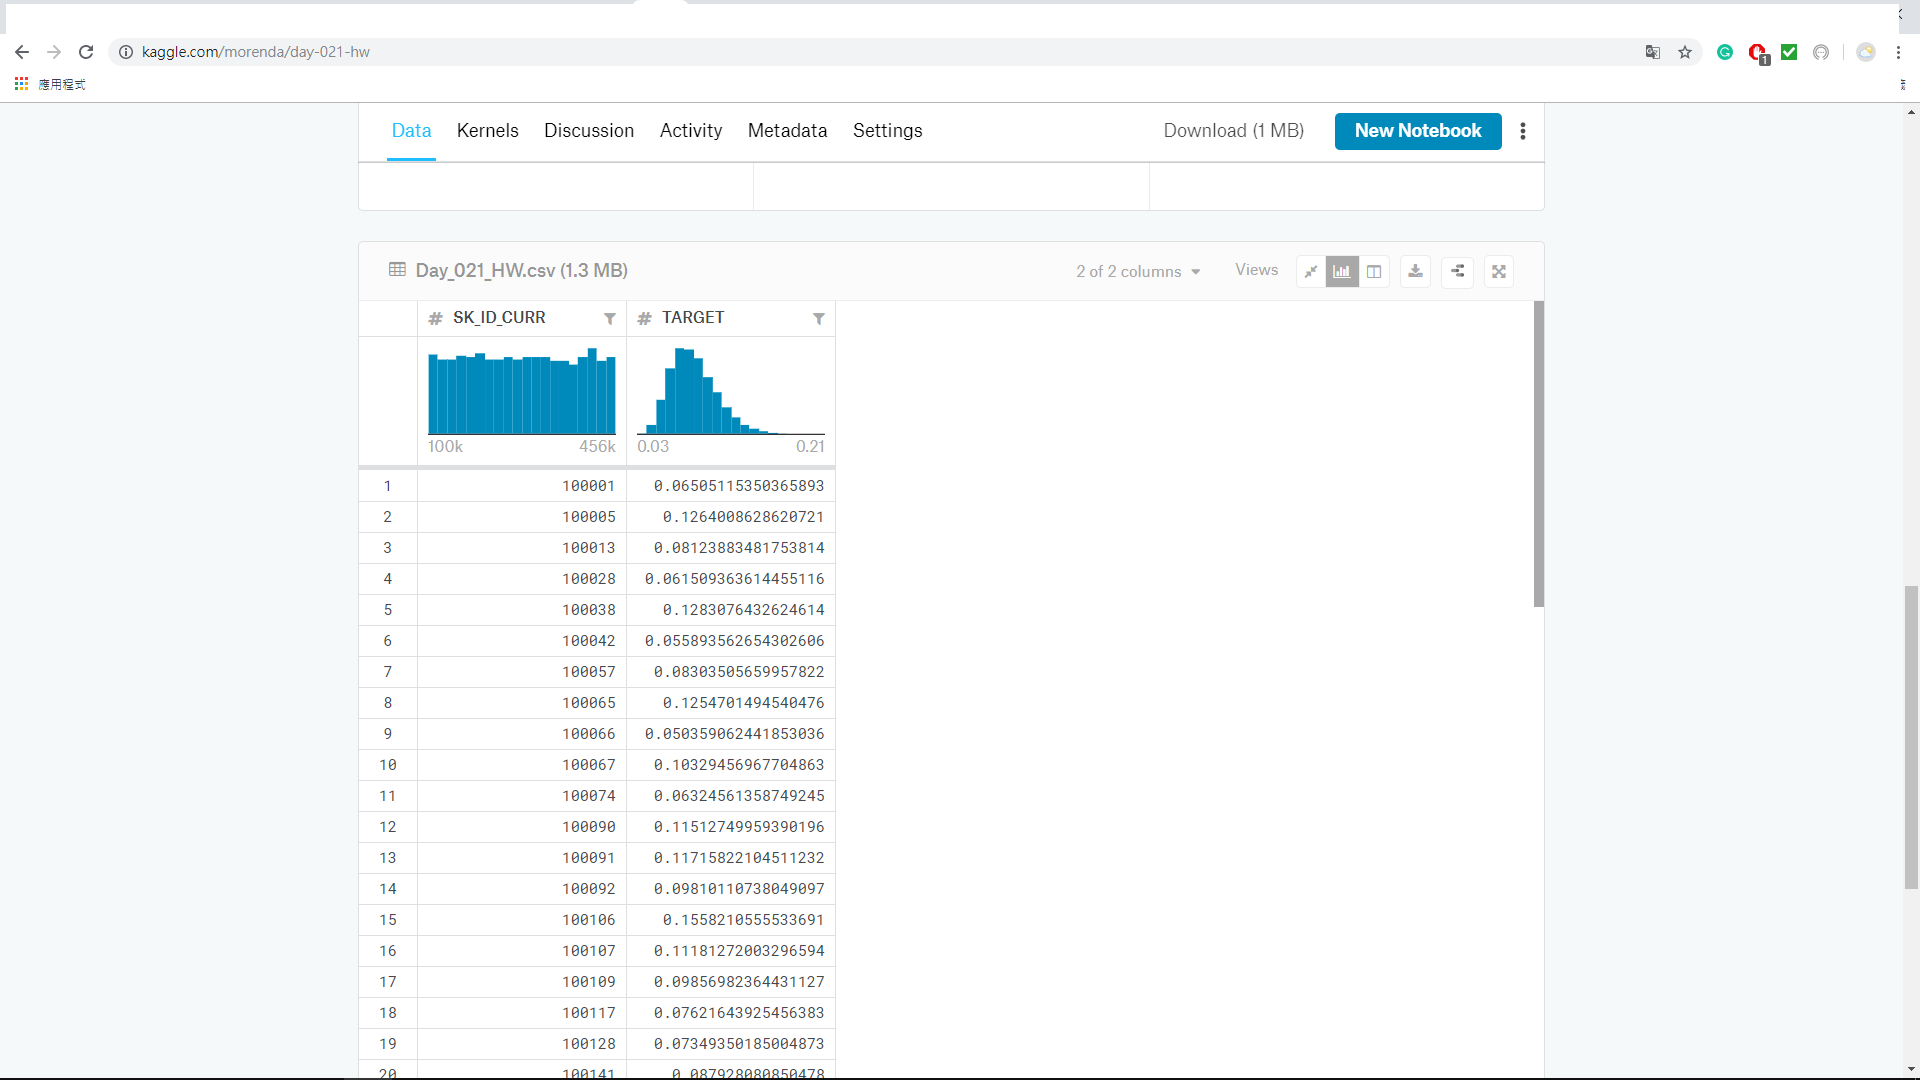 kaggle.com/morenda/day-021-hw
1
應用程式
Data Kernels Discussion Activity Metadata Settings Download (1 MB) New Notebook
Day_021_HW.csv (1.3 MB) 2 of 2 columns Views
# SK_ID_CURR # TARGET
100k 456k 0.03 0.21
1 100001 0.06505115350365893
2 100005 0.1264008628620721
3 100013 0.08123883481753814
4 100028 0.061509363614455116
5 100038 0.1283076432624614
6 100042 0.055893562654302606
7 100057 0.08303505659957822
8 100065 0.1254701494540476
9 100066 0.050359062441853036
10 100067 0.10329456967704863
11 100074 0.06324561358749245
12 100090 0.11512749959390196
13 100091 0.11715822104511232
14 100092 0.09810110738049097
15 100106 0.1558210555533691
16 100107 0.11181272003296594
17 100109 0.09856982364431127
18 100117 0.07621643925456383
19 100128 0.07349350185004873
20 100141 0.087928080850478